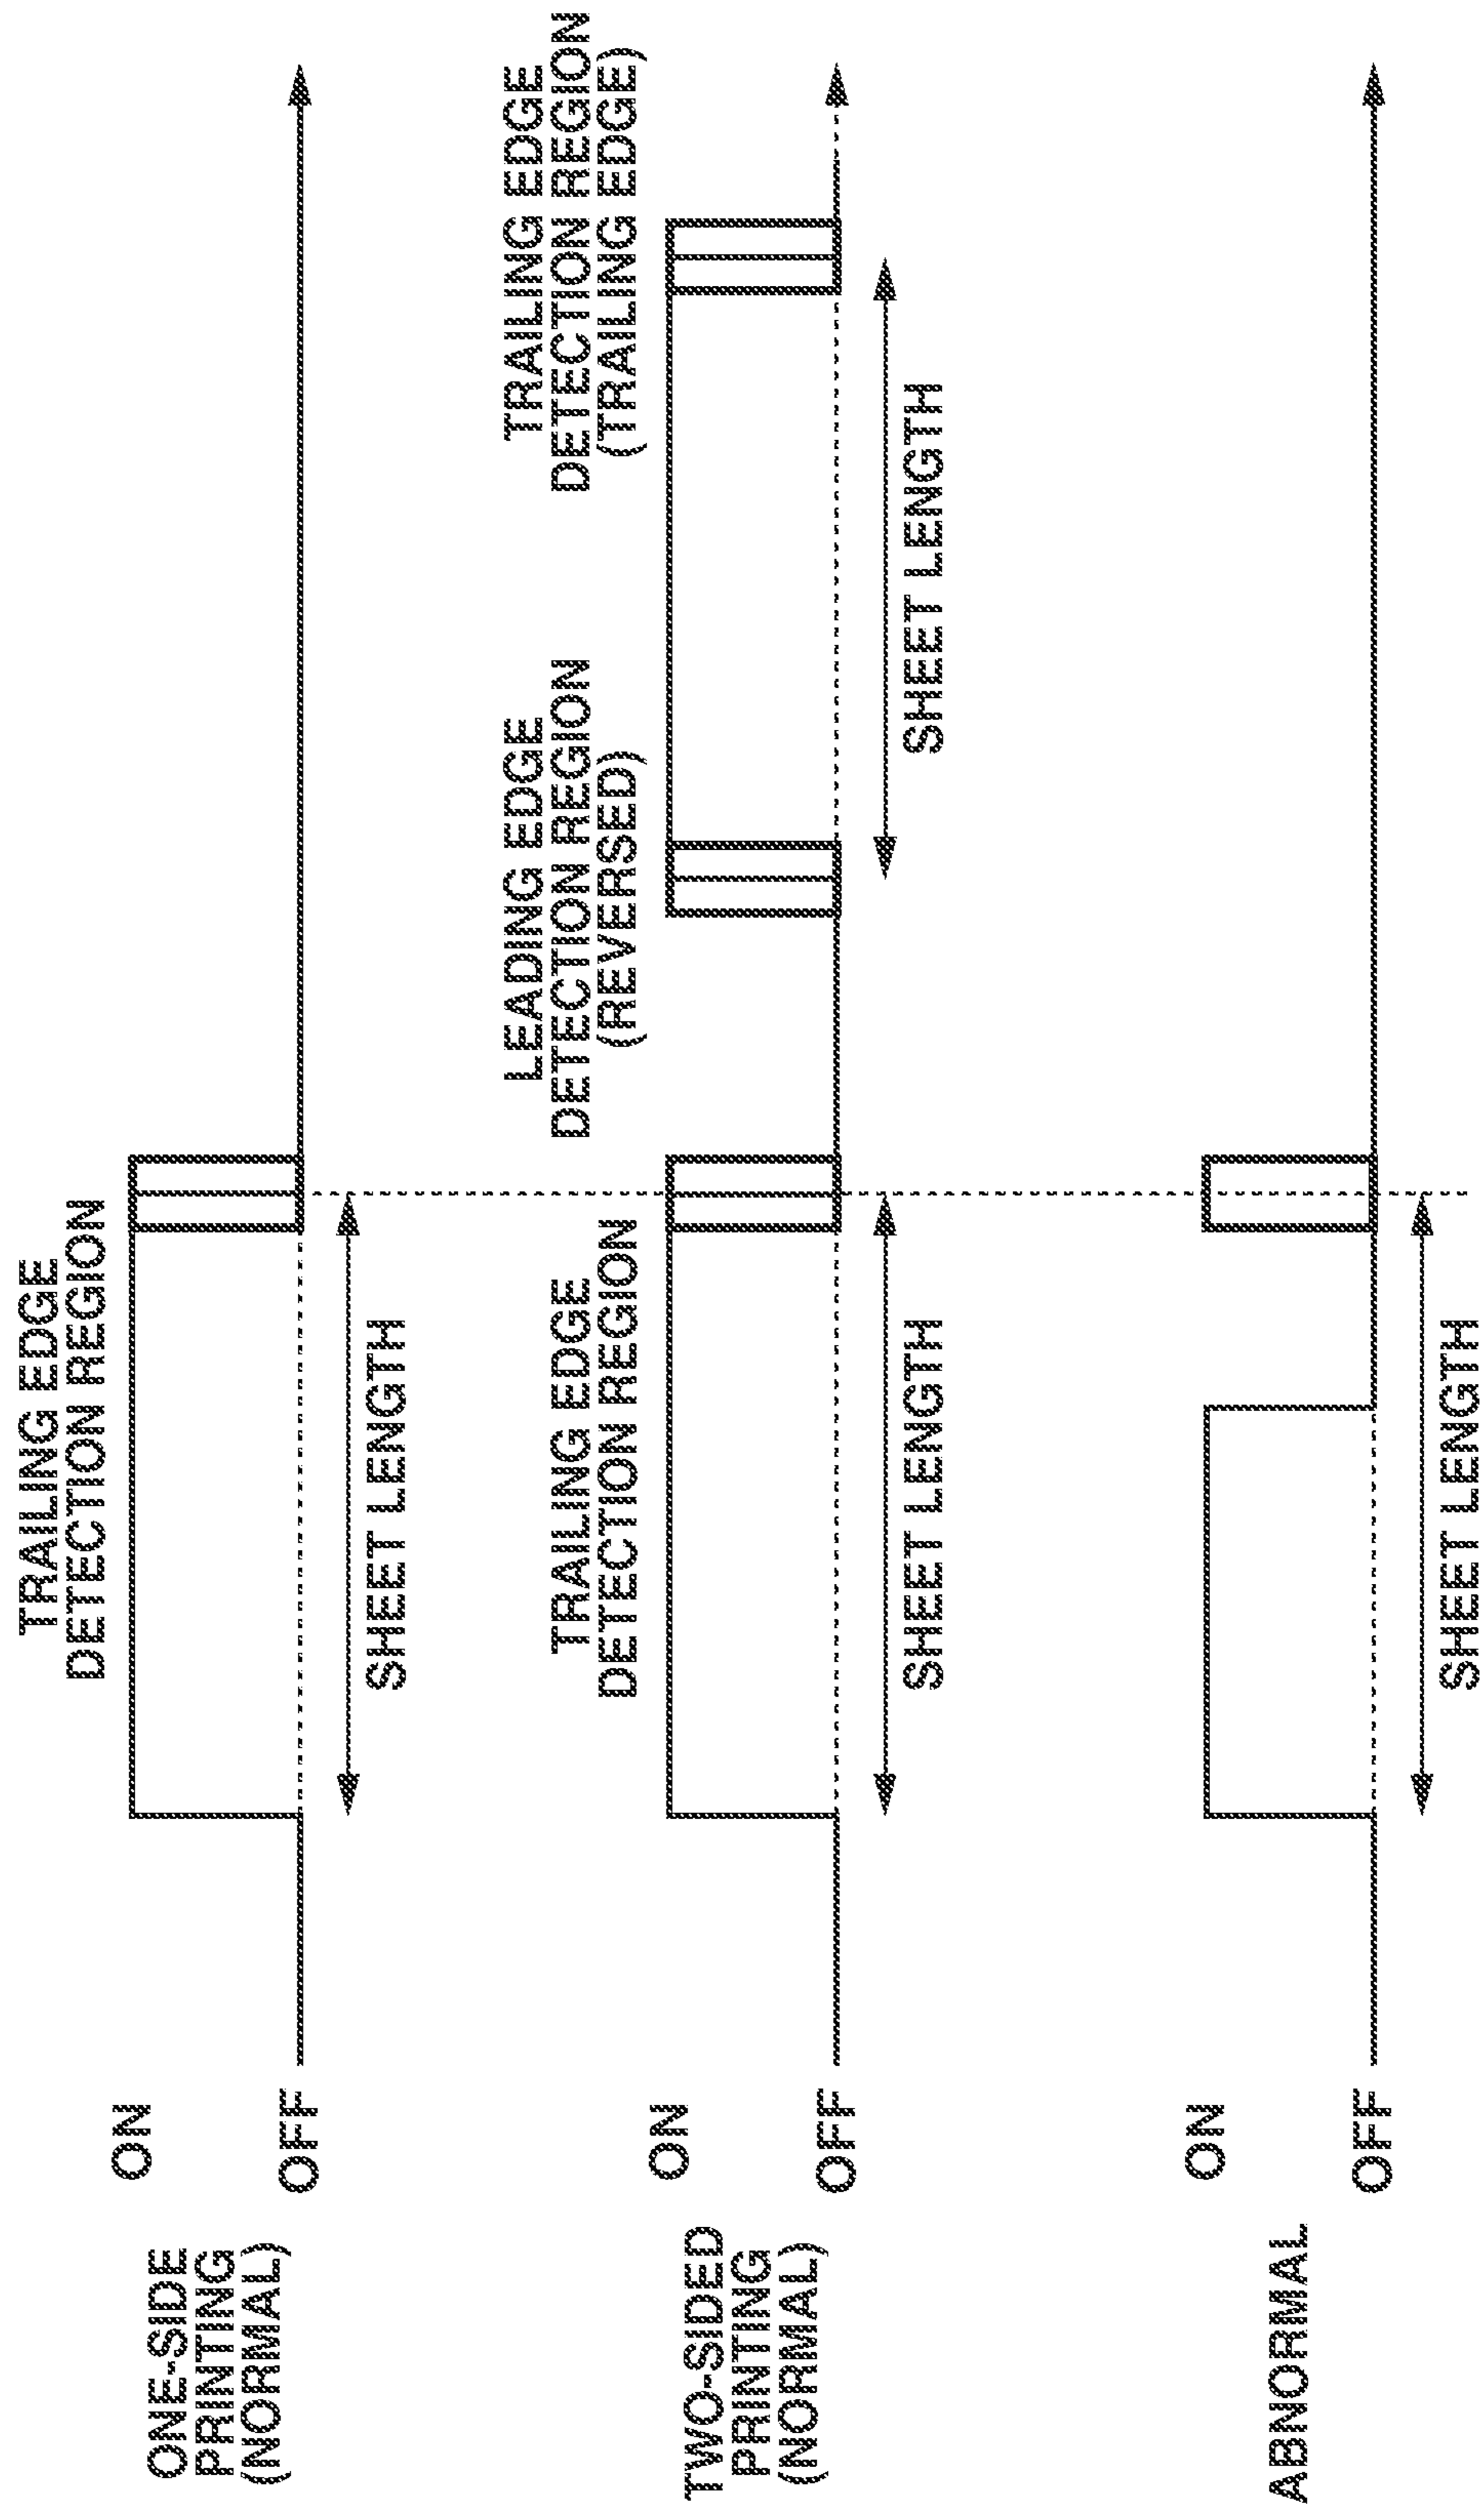 TRAILING EDGE
DETECTION REGION
ONE-SIDE
PRINTING
(NORMAL)
ON
OFF
SHEET LENGTH
TRAILING EDGE
DETECTION REGION
LEADING EDGE
DETECTION REGION
(REVERSED)
TRAILING EDGE
DETECTION REGION
(TRAILING EDGE)
TWO-SIDED
PRINTING
(NORMAL)
ON
OFF
SHEET LENGTH
SHEET LENGTH
ABNORMAL
ON
OFF
SHEET LENGTH